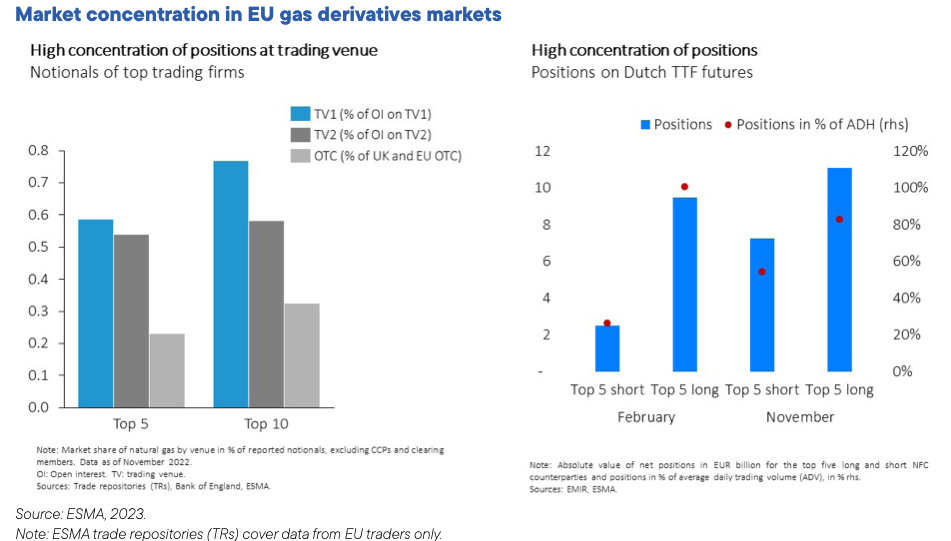 Market concentration in EU gas derivatives markets
High concentration of positions at trading venue
Notionals of top trading firms
TV1 (% of OI on TV1)
TV2 (% of OI on TV2)
OTC (% of UK and EU OTC)
0.8
0.7
0.6
0.5
0.4
0.3
0.2
0.1
0.0
Top 5
Top 10
Note: Market share of natural gas by venue in % of reported notionals, excluding CCPs and clearing
members. Data as of November 2022.
OI: Open interest. TV: trading venue.
Sources: Trade repositories (TRs), Bank of England, ESMA.
High concentration of positions
Positions on Dutch TTF futures
Positions
Positions in % of ADH (rhs)
12
10
8
6
4
2
-
120%
100%
80%
60%
40%
20%
0%
Top 5 short
Top 5 long
Top 5 short
Top 5 long
February
November
Note: Absolute value of net positions in EUR billion for the top five long and short NFC
counterparties and positions in % of average daily trading volume (ADV), in % rhs.
Sources: EMIR, ESMA.
Source: ESMA, 2023.
Note: ESMA trade repositories (TRs) cover data from EU traders only.